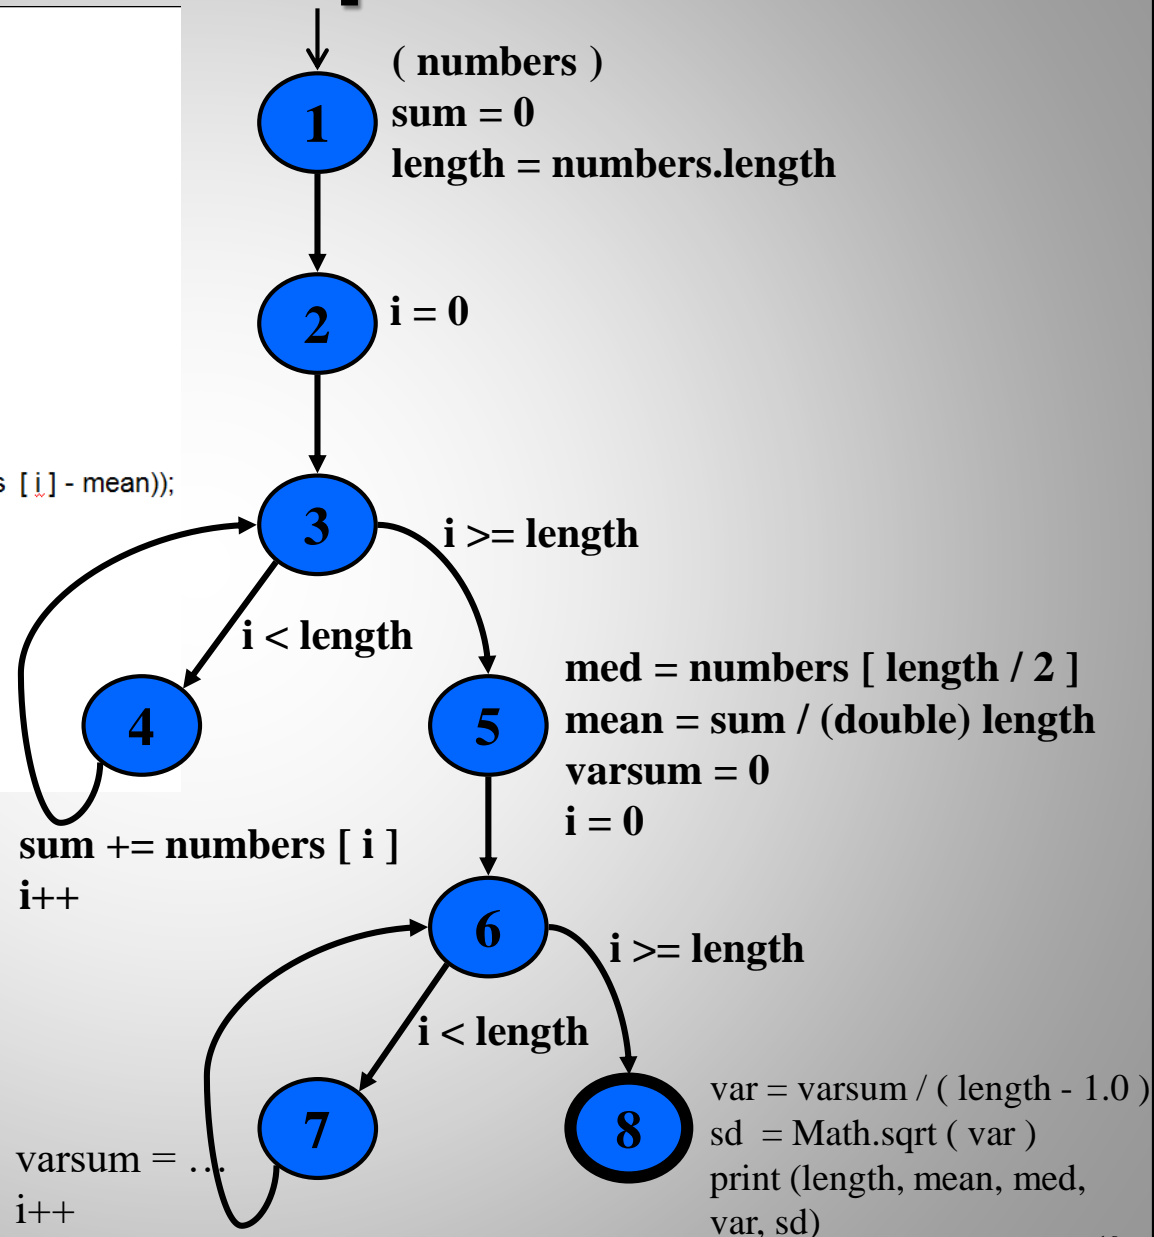 ( numbers )
1
sum = 0
length = numbers.length
2
i = 0
[ i ] - mean));
3
i >= length
i < length
4
5
med = numbers [ length / 2 ]
mean = sum / (double) length
varsum = 0
i = 0
sum += numbers [ i ]
i++
6
i >= length
i < length
7
8
varsum = …
i++
var = varsum / ( length - 1.0 )
sd = Math.sqrt ( var )
print (length, mean, med,
var, sd)